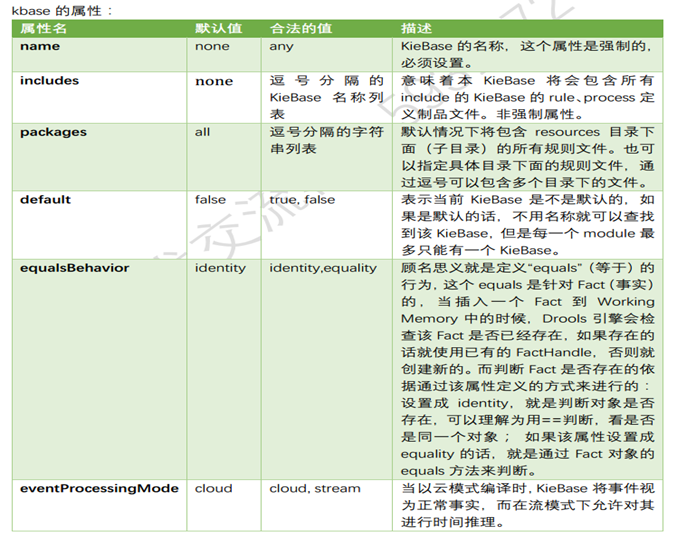 kbase 的属性：
属性名 默认值 合法的值 描述
name none any KieBase 的名称，这个属性是强制的，
必须设置。
includes none 逗号分隔的 意味着本 KieBase 将会包含所有
KieBase 名称列 include 的 KieBase 的 rule、process 定
表 义制品文件。非强制属性。
packages all 逗号分隔的字符 默认情况下将包含 resources 目录下
串列表 面（子目录）的所有规则文件。也可
以指定具体目录下面的规则文件，通
过逗号可以包含多个目录下的文件。
default false true, false 表示当前 KieBase 是不是默认的，如
果是默认的话，不用名称就可以查找
到该 KieBase，但是每一个 module 最
多只能有一个 KieBase。
equalsBehavior identity identity,equality 顾名思义就是定义“equals”（等于）的
行为，这个 equals 是针对 Fact（事实）
的，当插入一个 Fact 到 Working
Memory 中的时候，Drools 引擎会检
查该 Fact 是否已经存在，如果存在的
话就使用已有的 FactHandle，否则就
创建新的。而判断 Fact 是否存在的依
据通过该属性定义的方式来进行的：
设置成 identity，就是判断对象是否
存在，可以理解为用==判断，看是否
是同一个对象； 如果该属性设置成
equality 的话，就是通过 Fact 对象的
equals 方法来判断。
eventProcessingMode cloud cloud, stream 当以云模式编译时，KieBase 将事件视
为正常事实，而在流模式下允许对其
进行时间推理。